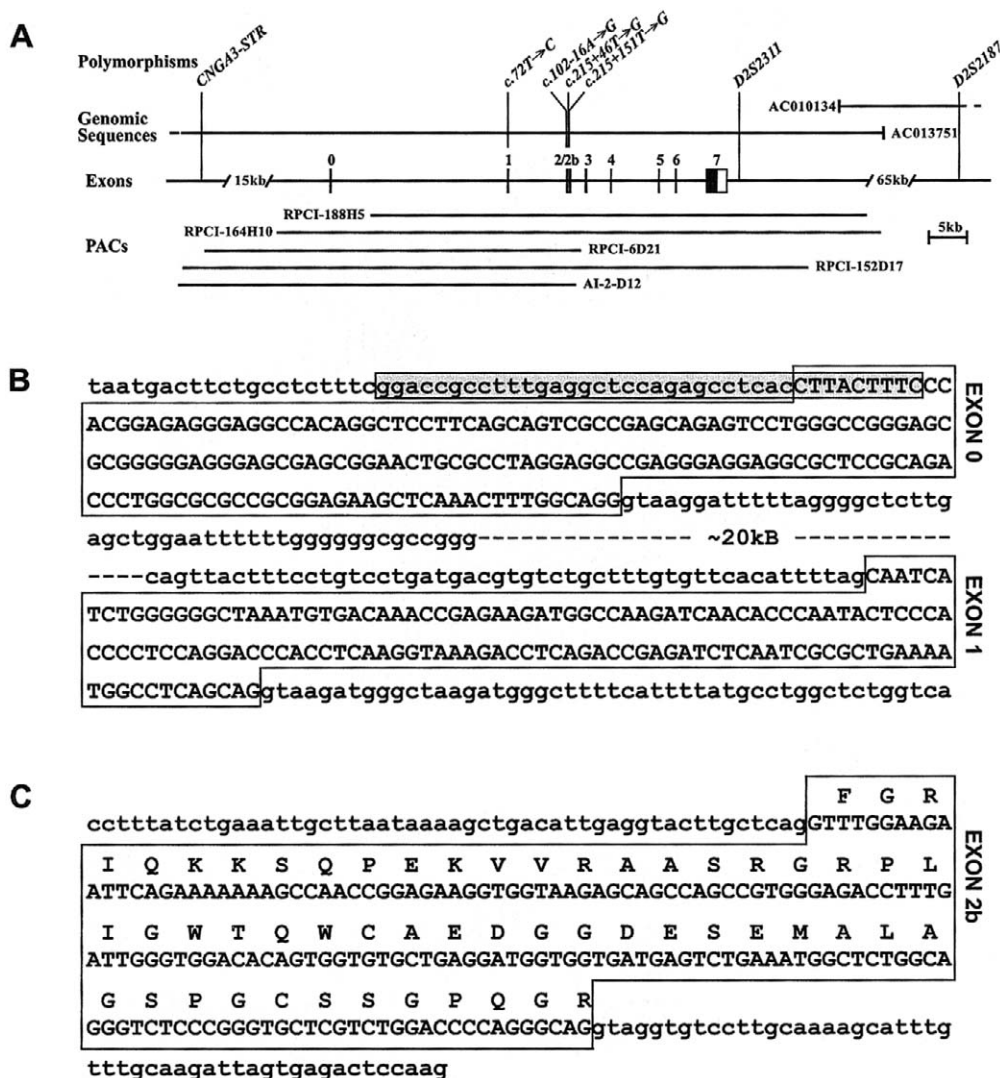 A
Polymorphisms
CNGA3-STR
c.72T→C
c.102-16A→G
c.215+46T→G
c.215+151T→G
D2S2311
D2S2187
AC010134
Genomic
Sequences
AC013751
0 1 2/2b 3 4 5 6 7
Exons
15kb
65kb
RPCI-188H5
RPCI-164H10
5kb
PACs
RPCI-6D21
RPCI-152D17
AI-2-D12
B
taatgacttctgcctctttcggaccgcctttgaggctccagagcctcacCTTACTTTCCC
ACGGAGAGGGAGGCCACAGGCTCCTTCAGCAGTCGCCGAGCAGAGTCCTGGGCCGGGAGC
GCGGGGGAGGGAGCGAGCGGAACTGCGCCTAGGAGGCCGAGGGAGGAGGCGCTCCGCAGA
CCCTGGCGCGCCGCGGAGAAGCTCAAACTTTGGCAGGgtaaggatttttaggggctcttg
agctggaattttttggggggcgccggg--------------- ~20kB -----------
----cagttactttcctgtcctgatgacgtgtctgctttgtgttcacattttagCAATCA
TCTGGGGGGCTAAATGTGACAAACCGAGAAGATGGCCAAGATCAACACCCAATACTCCCA
CCCCTCCAGGACCCACCTCAAGGTAAAGACCTCAGACCGAGATCTCAATCGCGCTGAAAA
TGGCCTCAGCAGgtaagatgggctaagatgggcttttcattttatgcctggctctggtca
EXON 0
EXON 1
C
F G R
cctttatctgaaattgcttaataaaagctgacattgaggtacttgctcagGTTTGGAAGA
I Q K K S Q P E K V V R A A S R G R P L
ATTCAGAAAAAAAGCCAACCGGAGAAGGTGGTAAGAGCAGCCAGCCGTGGGAGACCTTTG
I G W T Q W C A E D G G D E S E M A L A
ATTGGGTGGACACAGTGGTGTGCTGAGGATGGTGGTGATGAGTCTGAAATGGCTCTGGCA
G S P G C S S G P Q G R
GGGTCTCCCGGGTGCTCGTCTGGACCCCAGGGCAGgtaggtgtccttgcaaaagcatttg
tttgcaagattagtgagactccaag
EXON 2b